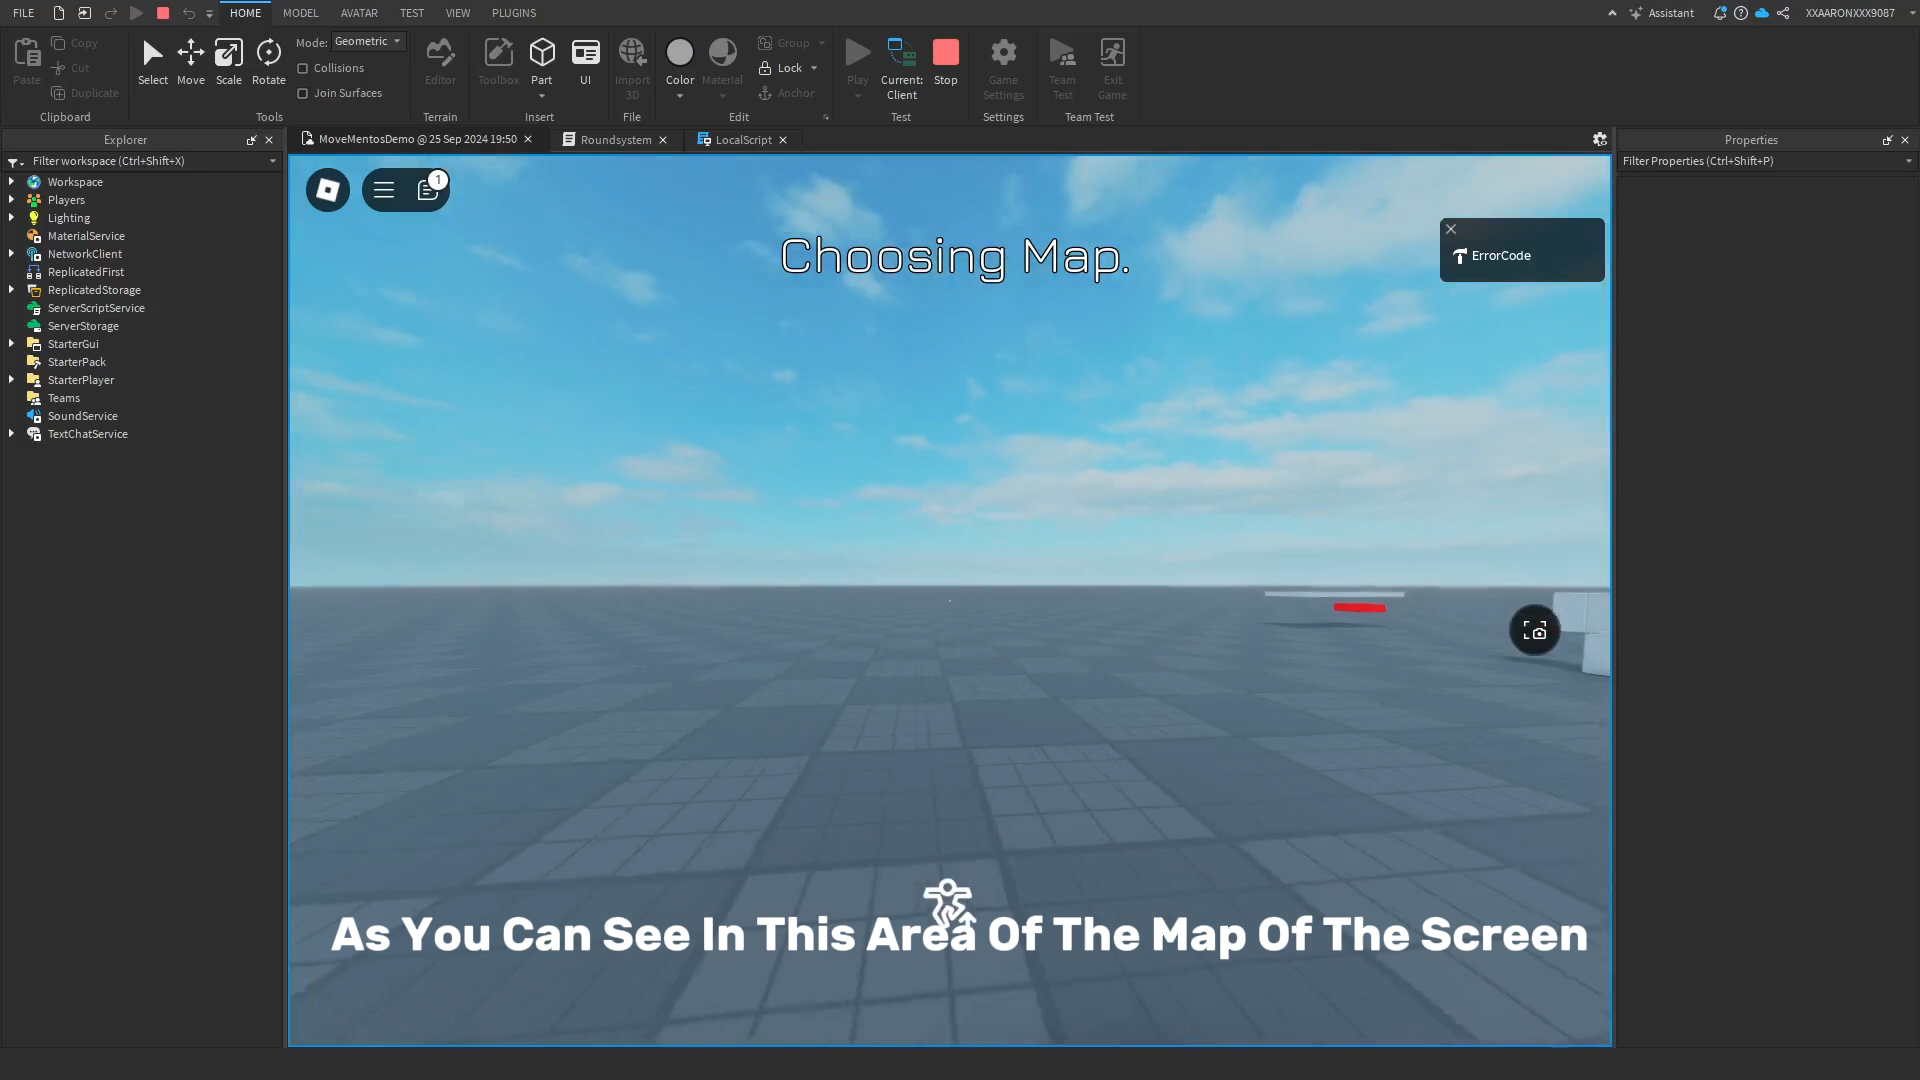 FILE
HOME
MODEL
AVATAR
TEST
VIEW
PLUGINS
Assistant
XXAARONXXX9087
Paste
Copy
Cut
Duplicate
Clipboard
Select
Move
Scale
Rotate
Mode: Geometric
Collisions
Join Surfaces
Tools
Editor
Terrain
Toolbox
Part
UI
Insert
Import
3D
File
Color
Material
Group
Lock
Anchor
Edit
Play
Current:
Client
Stop
Test
Game
Settings
Settings
Team
Test
Exit
Game
Team Test
Explorer
MoveMentosDemo @ 25 Sep 2024 19:50
Roundsystem
LocalScript
Properties
Filter workspace (Ctrl+Shift+X)
Filter Properties (Ctrl+Shift+P)
Workspace
Players
Lighting
MaterialService
NetworkClient
ReplicatedFirst
ReplicatedStorage
ServerScriptService
ServerStorage
StarterGui
StarterPack
StarterPlayer
Teams
SoundService
TextChatService
1
Choosing Map.
ErrorCode
As You Can See In This Area Of The Map Of The Screen